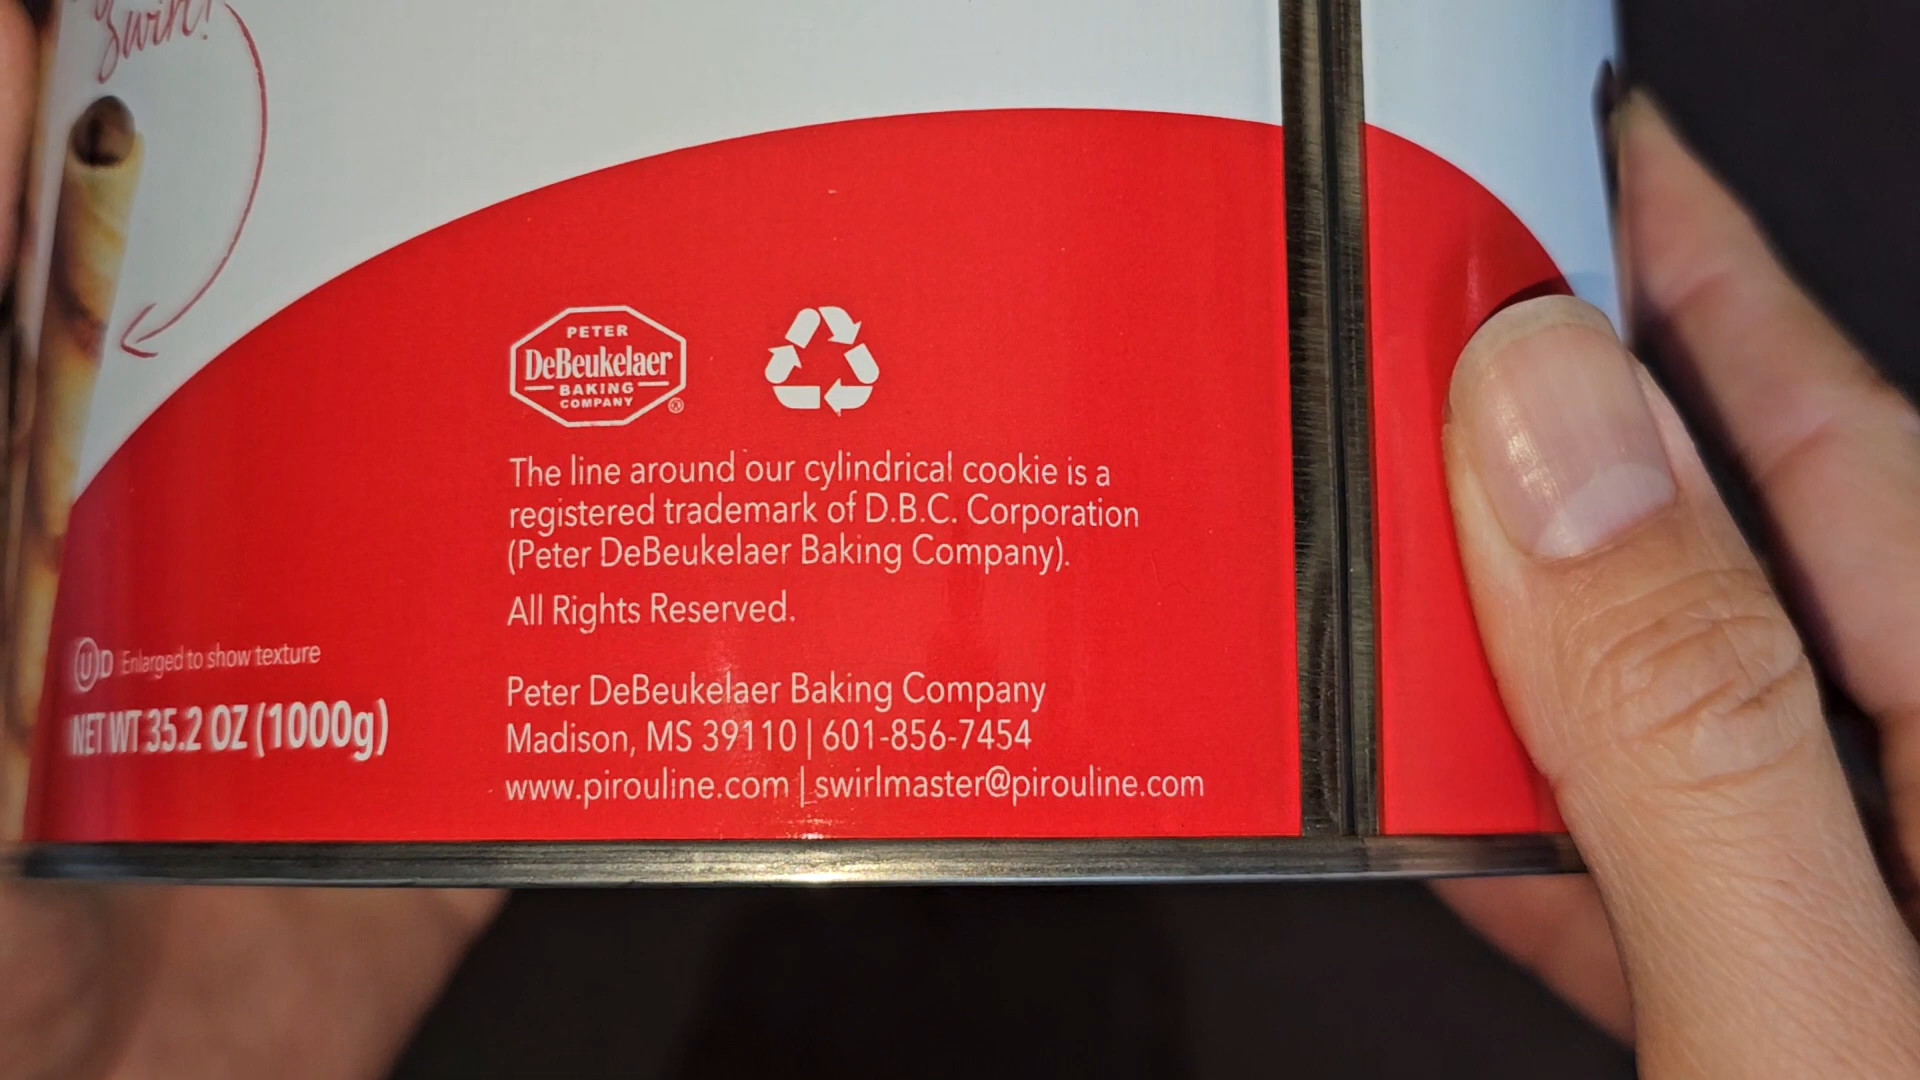 Swirl!
PETER
DeBeukelaer
BAKING
COMPANY
®
The line around our cylindrical cookie is a
registered trademark of D.B.C. Corporation
(Peter DeBeukelaer Baking Company).
All Rights Reserved.
UD Enlarged to show texture
NET WT 35.2 OZ (1000g)
Peter DeBeukelaer Baking Company
Madison, MS 39110 | 601-856-7454
www.pirouline.com | swirlmaster@pirouline.com